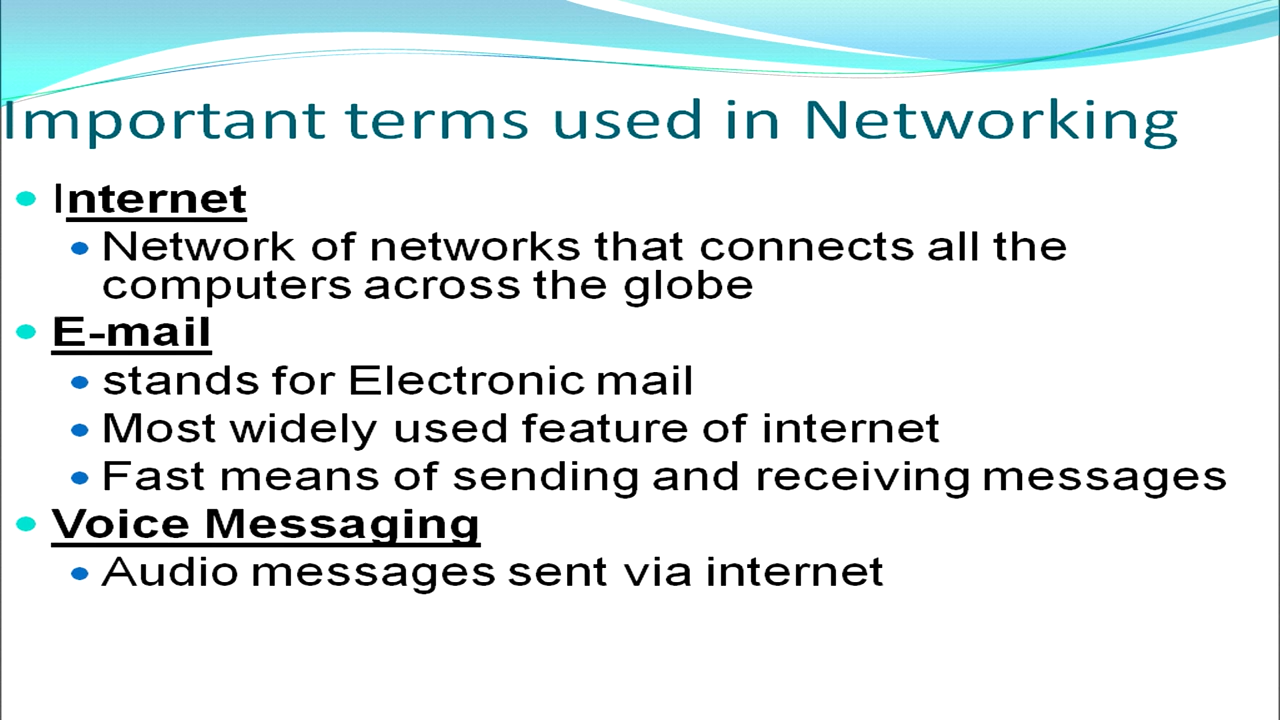 Important terms used in Networking
Internet
Network of networks that connects all the
computers across the globe
E-mail
stands for Electronic mail
Most widely used feature of internet
Fast means of sending and receiving messages
Voice Messaging
Audio messages sent via internet